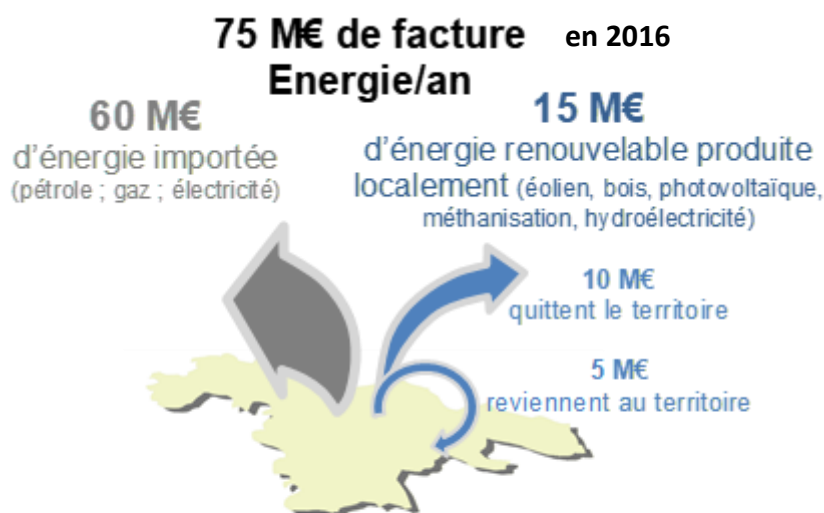 75 M€ de facture en 2016
Energie/an
60 M€
d'énergie importée
(pétrole ; gaz ; électricité)
15 M€
d'énergie renouvelable produite
localement (éolien, bois, photovoltaïque,
méthanisation, hydroélectricité)
10 M€
quittent le territoire
5 M€
reviennent au territoire